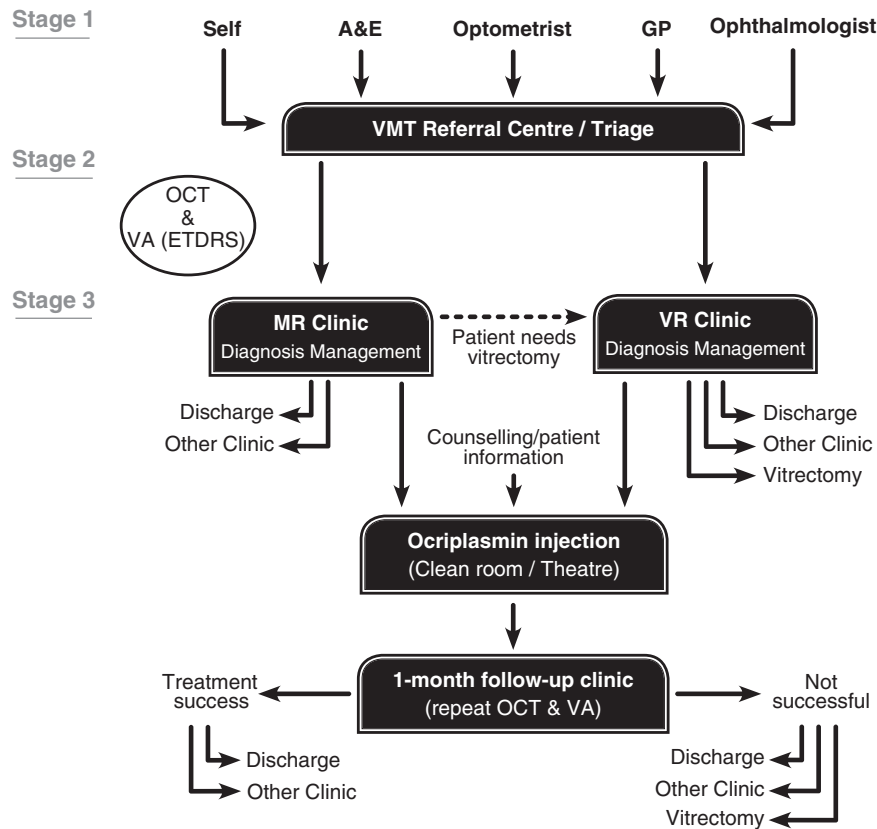 Stage 1
Self
A&E
Optometrist
GP
Ophthalmologist
VMT Referral Centre / Triage
Stage 2
OCT
&
VA (ETDRS)
Stage 3
MR Clinic
Diagnosis Management
Patient needs
vitrectomy
VR Clinic
Diagnosis Management
Discharge
Other Clinic
Counselling/patient
information
Discharge
Other Clinic
Vitrectomy
Ocriplasmin injection
(Clean room / Theatre)
1-month follow-up clinic
(repeat OCT & VA)
Treatment
success
Not
successful
Discharge
Other Clinic
Discharge
Other Clinic
Vitrectomy